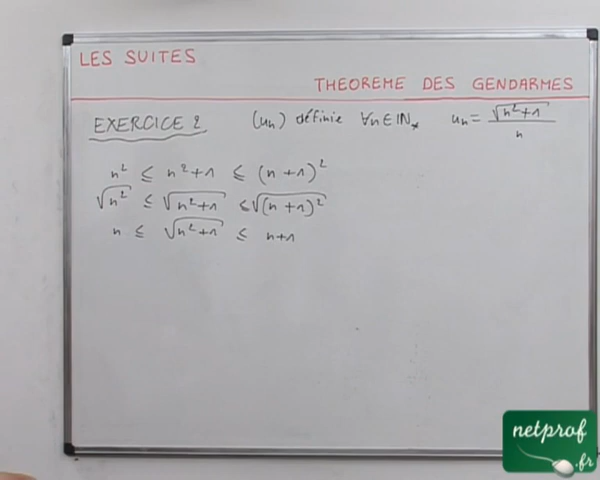 LES SUITES
THEOREME DES GENDARMES
EXERCICE 2 (un) définie ∀n∈IN* un = √(n²+1) / n
n² ≤ n²+1 ≤ (n+1)²
√n² ≤ √(n²+1) ≤ √(n+1)²
n ≤ √(n²+1) ≤ n+1
netprof
.fr